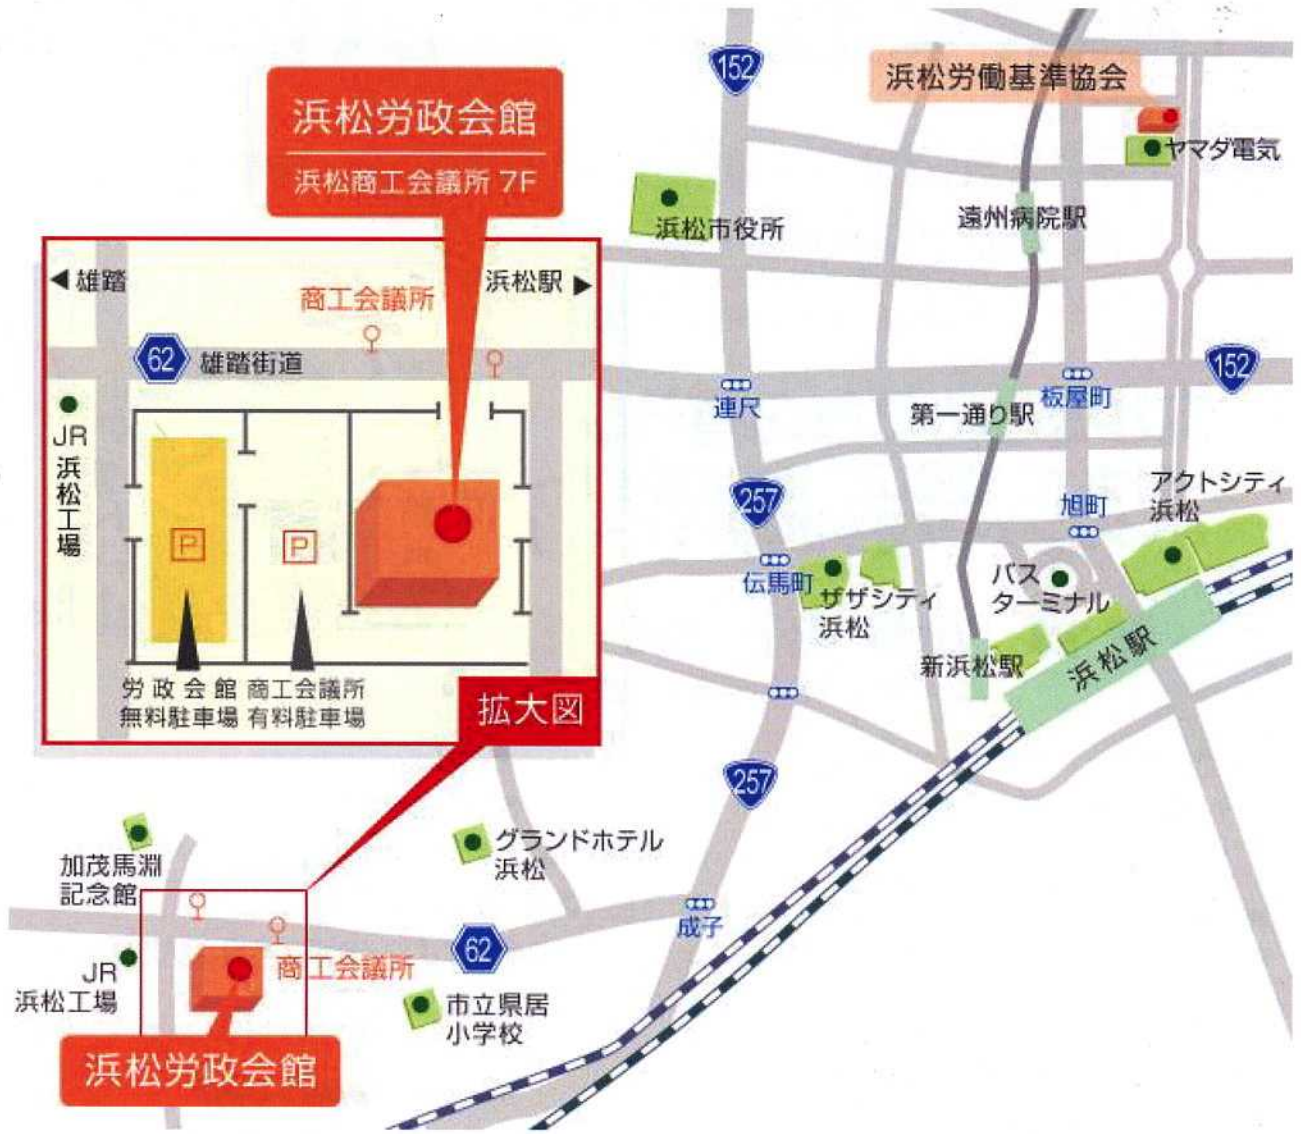 浜松労政会館
浜松商工会議所 7F
152
浜松労働基準協会
ヤマダ電気
浜松市役所
遠州病院駅
◀雄踏
浜松駅▶
商工会議所
62
雄踏街道
JR
浜松工場
P
P
労政会館
無料駐車場
商工会議所
有料駐車場
拡大図
152
連尺
板屋町
第一通り駅
257
旭町
アクトシティ
浜松
伝馬町
ザザシティ
浜松
バス
ターミナル
新浜松駅
浜松駅
257
加茂馬淵
記念館
グランドホテル
浜松
成子
62
商工会議所
JR
浜松工場
市立県居
小学校
浜松労政会館